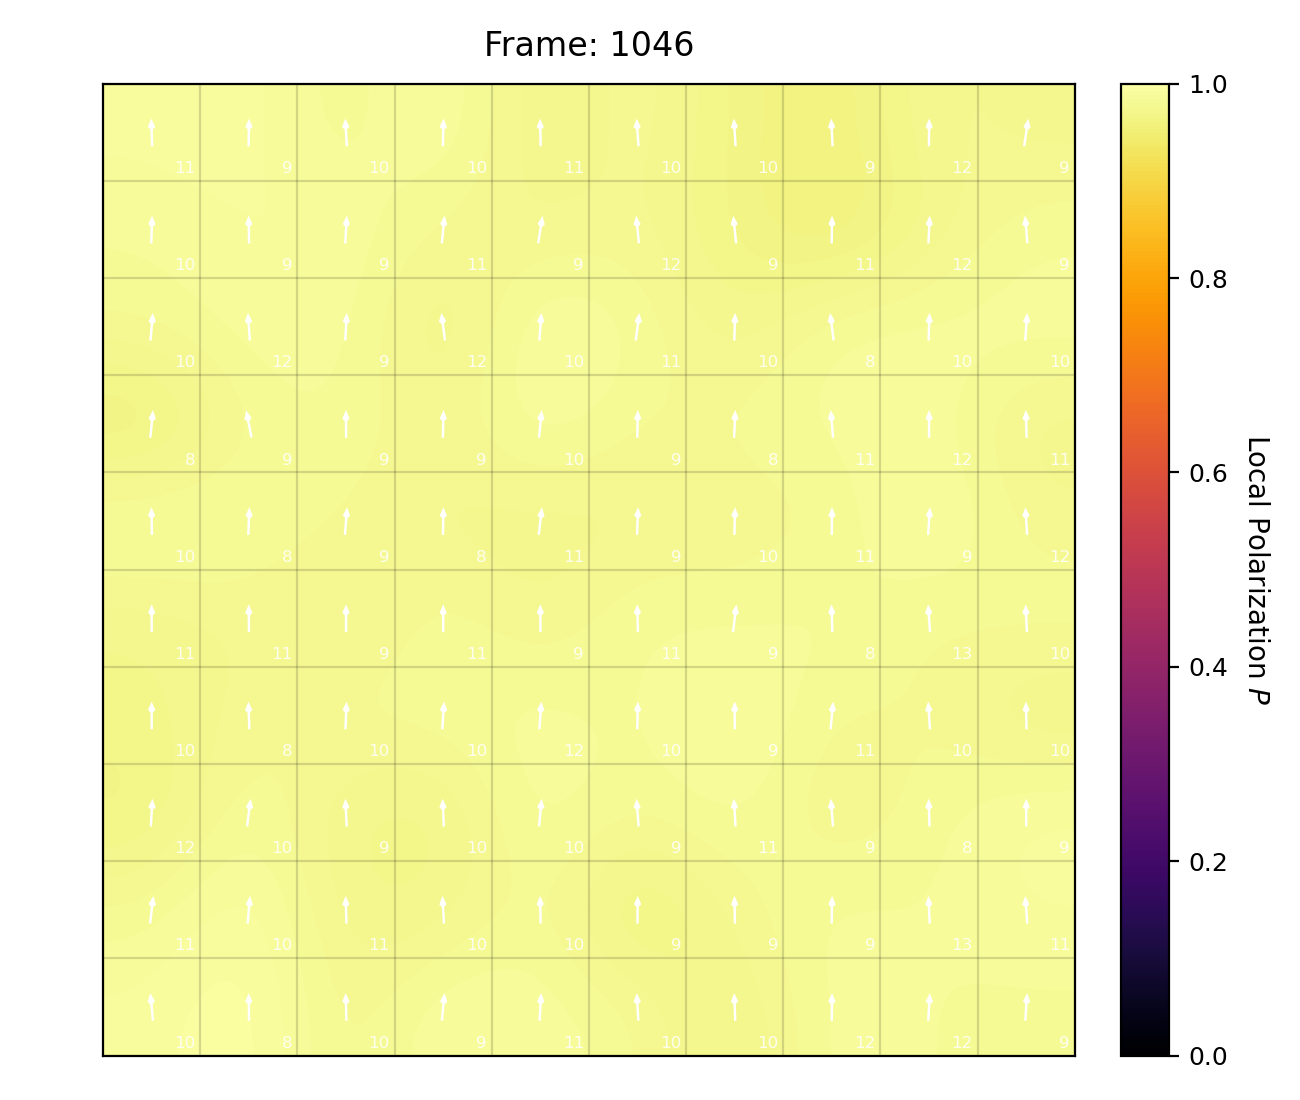 Frame: 1046
11 9 10 10 11 10 10 9 12 9
10 9 9 11 9 12 9 11 12 9
10 12 9 12 10 11 10 8 10 10
8 9 9 9 10 9 8 11 12 11
10 8 9 8 11 9 10 11 9 12
11 11 9 11 9 11 9 8 13 10
10 8 10 10 12 10 9 11 10 10
12 10 9 10 10 9 11 9 8 9
11 10 11 10 10 9 9 9 13 11
10 8 10 9 11 10 10 12 12 9
1.0
0.8
0.6
0.4
0.2
0.0
Local Polarization P